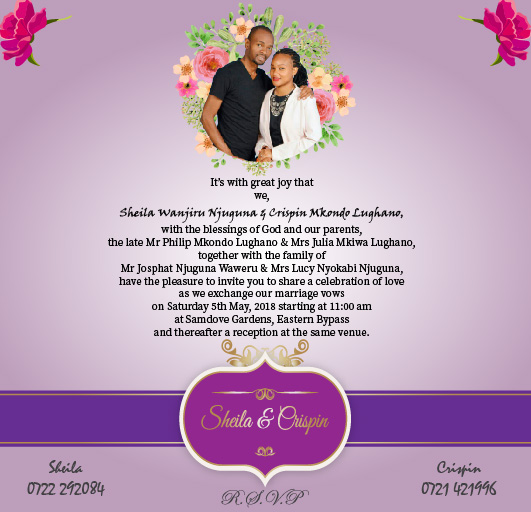 It's with great joy that
we,
Sheila Wanjiru Njuguna & Crispin Mkondo Lughano,
with the blessings of God and our parents,
the late Mr Philip Mkondo Lughano & Mrs Julia Mkiwa Lughano,
together with the family of
Mr Josphat Njuguna Waweru & Mrs Lucy Nyokabi Njuguna,
have the pleasure to invite you to share a celebration of love
as we exchange our marriage vows
on Saturday 5th May, 2018 starting at 11:00 am
at Samdove Gardens, Eastern Bypass
and thereafter a reception at the same venue.
Sheila & Crispin
Sheila
0722 292084
Crispin
0721 421996
R.S.V.P